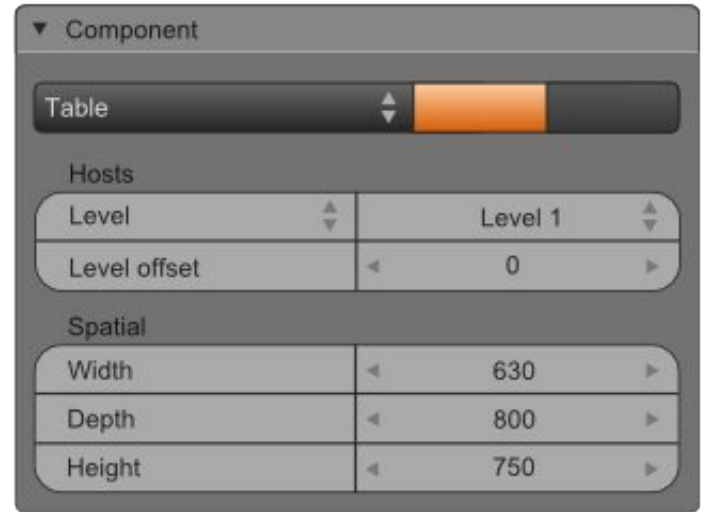 Component
Table
Hosts
Level Level 1
Level offset 0
Spatial
Width 630
Depth 800
Height 750